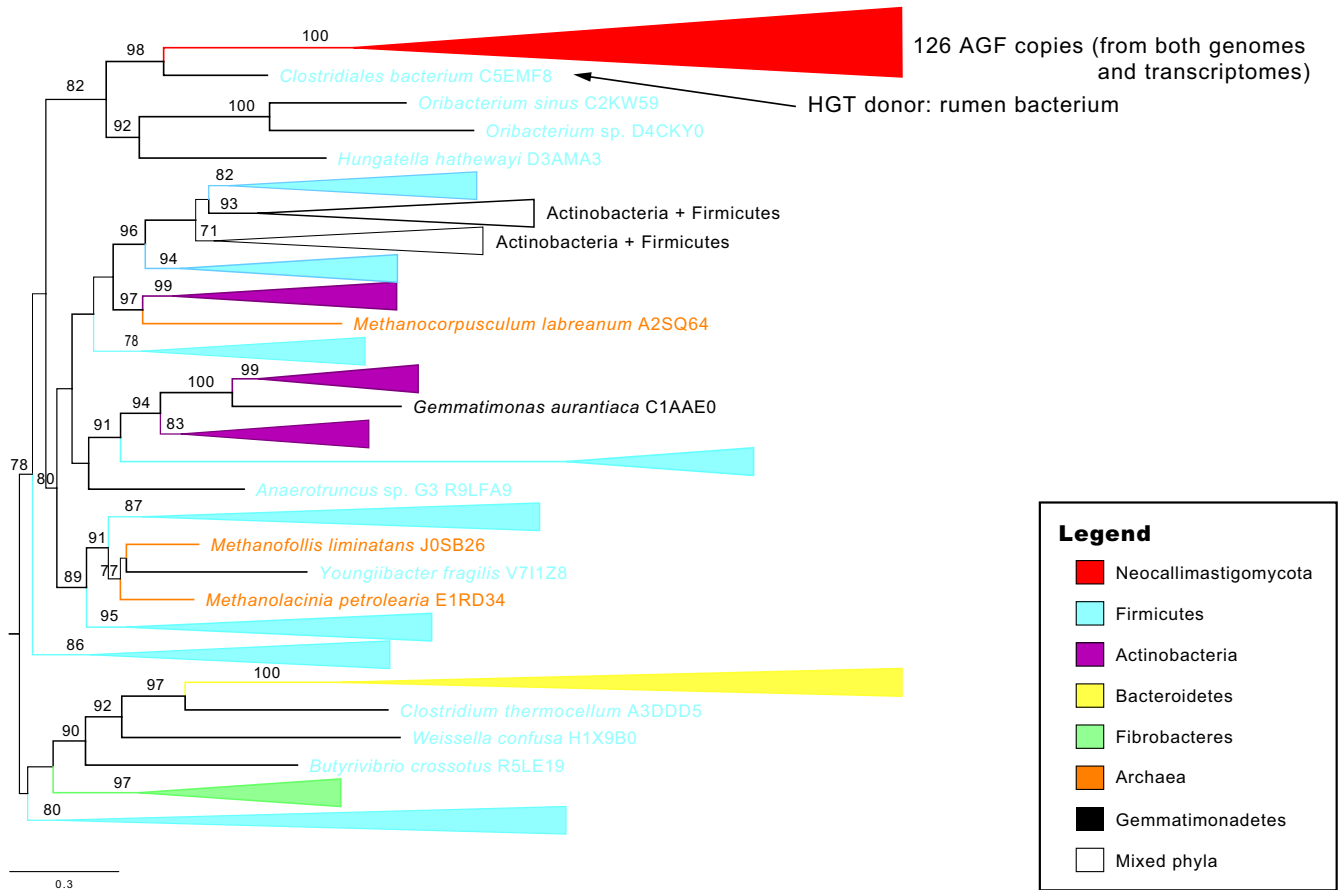 100
126 AGF copies (from both genomes
and transcriptomes)
98
Clostridiales bacterium C5EMF8
HGT donor: rumen bacterium
82
100
Oribacterium sinus C2KW59
92
Oribacterium sp. D4CKY0
Hungatella hathewayi D3AMA3
82
93
Actinobacteria + Firmicutes
96
71
Actinobacteria + Firmicutes
94
99
97
Methanocorpusculum labreanum A2SQ64
78
99
100
Gemmatimonas aurantiaca C1AAE0
94
83
91
78
80
Anaerotruncus sp. G3 R9LFA9
87
91
Methanofollis liminatans J0SB26
77
Youngiibacter fragilis V7I1Z8
89
Methanolacinia petrolearia E1RD34
95
86
100
97
Clostridium thermocellum A3DDD5
92
Weissella confusa H1X9B0
90
Butyrivibrio crossotus R5LE19
97
80
0.3
Legend
Neocallimastigomycota
Firmicutes
Actinobacteria
Bacteroidetes
Fibrobacteres
Archaea
Gemmatimonadetes
Mixed phyla